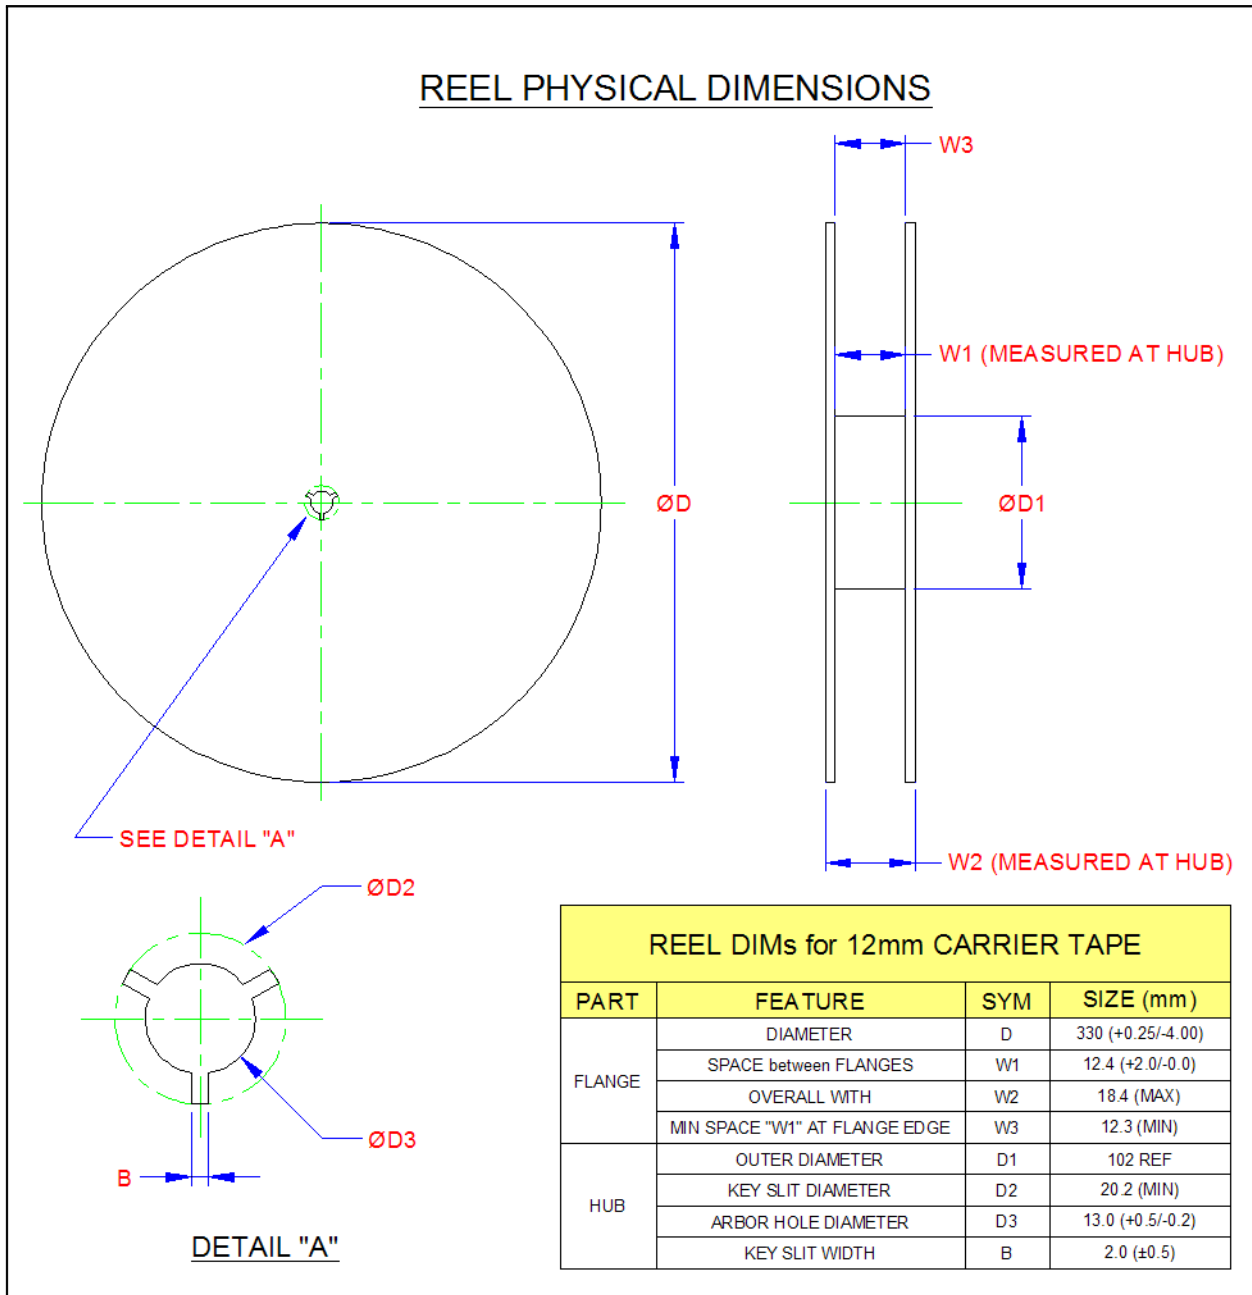 REEL PHYSICAL DIMENSIONS
W3
W1 (MEASURED AT HUB)
ØD
ØD1
SEE DETAIL "A"
W2 (MEASURED AT HUB)
ØD2
ØD3
B
DETAIL "A"
REEL DIMs for 12mm CARRIER TAPE
PART FEATURE SYM SIZE (mm)
FLANGE
DIAMETER D 330 (+0.25/-4.00)
SPACE between FLANGES W1 12.4 (+2.0/-0.0)
OVERALL WITH W2 18.4 (MAX)
MIN SPACE "W1" AT FLANGE EDGE W3 12.3 (MIN)
HUB
OUTER DIAMETER D1 102 REF
KEY SLIT DIAMETER D2 20.2 (MIN)
ARBOR HOLE DIAMETER D3 13.0 (+0.5/-0.2)
KEY SLIT WIDTH B 2.0 (±0.5)